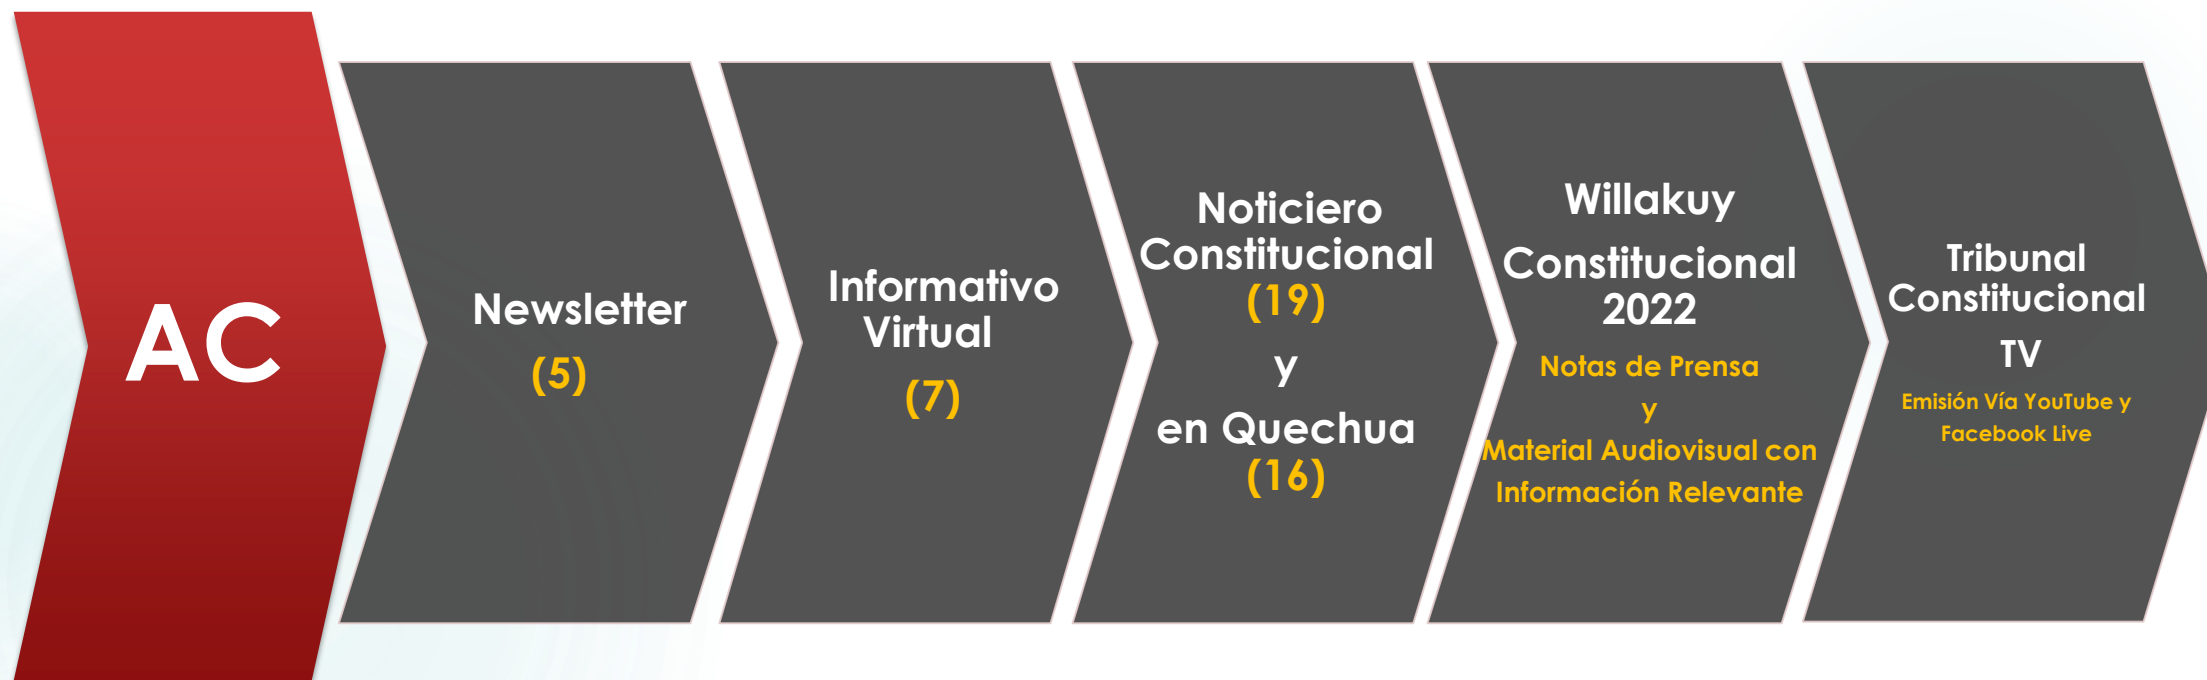 AC
Newsletter
(5)
Informativo
Virtual
(7)
Noticiero
Constitucional
(19)
y
en Quechua
(16)
Willakuy
Constitucional
2022
Notas de Prensa
y
Material Audiovisual con
Información Relevante
Tribunal
Constitucional
TV
Emisión Vía YouTube y
Facebook Live